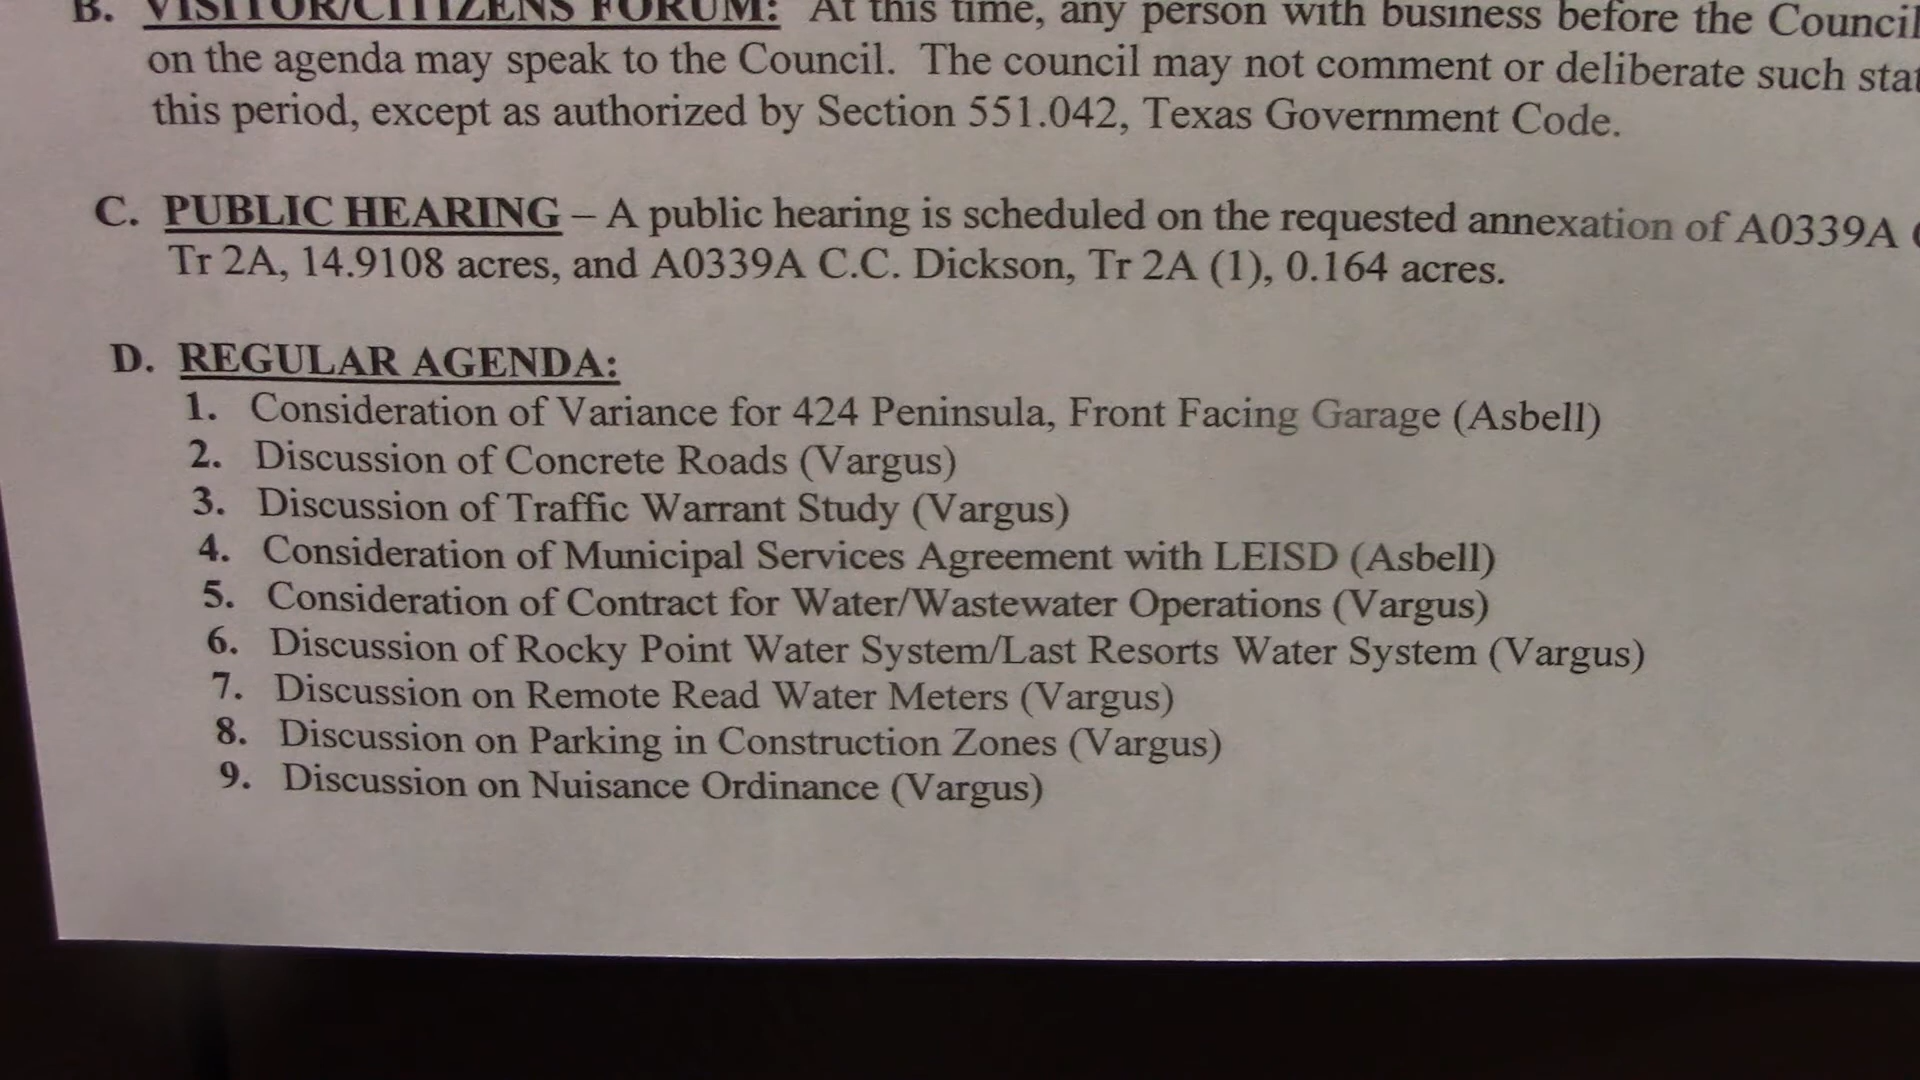 B. VISITOR/CITIZENS FORUM: At this time, any person with business before the Council
on the agenda may speak to the Council. The council may not comment or deliberate such
this period, except as authorized by Section 551.042, Texas Government Code.
C. PUBLIC HEARING – A public hearing is scheduled on the requested annexation of A0339A
Tr 2A, 14.9108 acres, and A0339A C.C. Dickson, Tr 2A (1), 0.164 acres.
D. REGULAR AGENDA:
1. Consideration of Variance for 424 Peninsula, Front Facing Garage (Asbell)
2. Discussion of Concrete Roads (Vargus)
3. Discussion of Traffic Warrant Study (Vargus)
4. Consideration of Municipal Services Agreement with LEISD (Asbell)
5. Consideration of Contract for Water/Wastewater Operations (Vargus)
6. Discussion of Rocky Point Water System/Last Resorts Water System (Vargus)
7. Discussion on Remote Read Water Meters (Vargus)
8. Discussion on Parking in Construction Zones (Vargus)
9. Discussion on Nuisance Ordinance (Vargus)